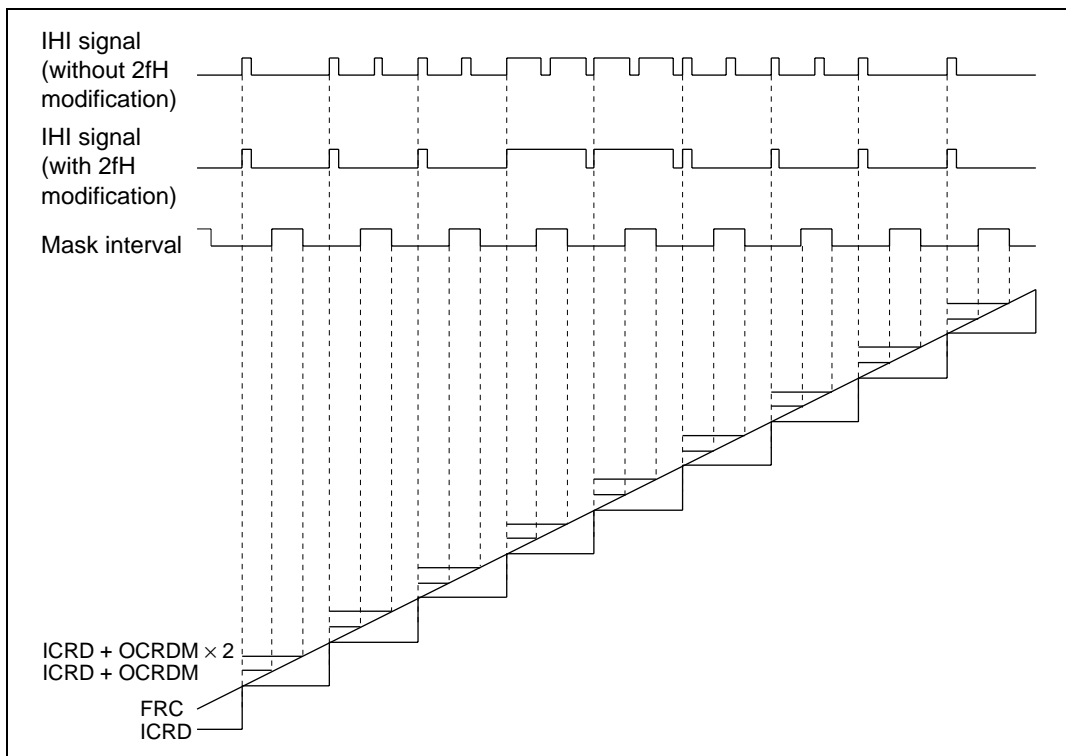 IHI signal
(without 2fH
modification)
IHI signal
(with 2fH
modification)
Mask interval
ICRD + OCRDM × 2
ICRD + OCRDM
FRC
ICRD